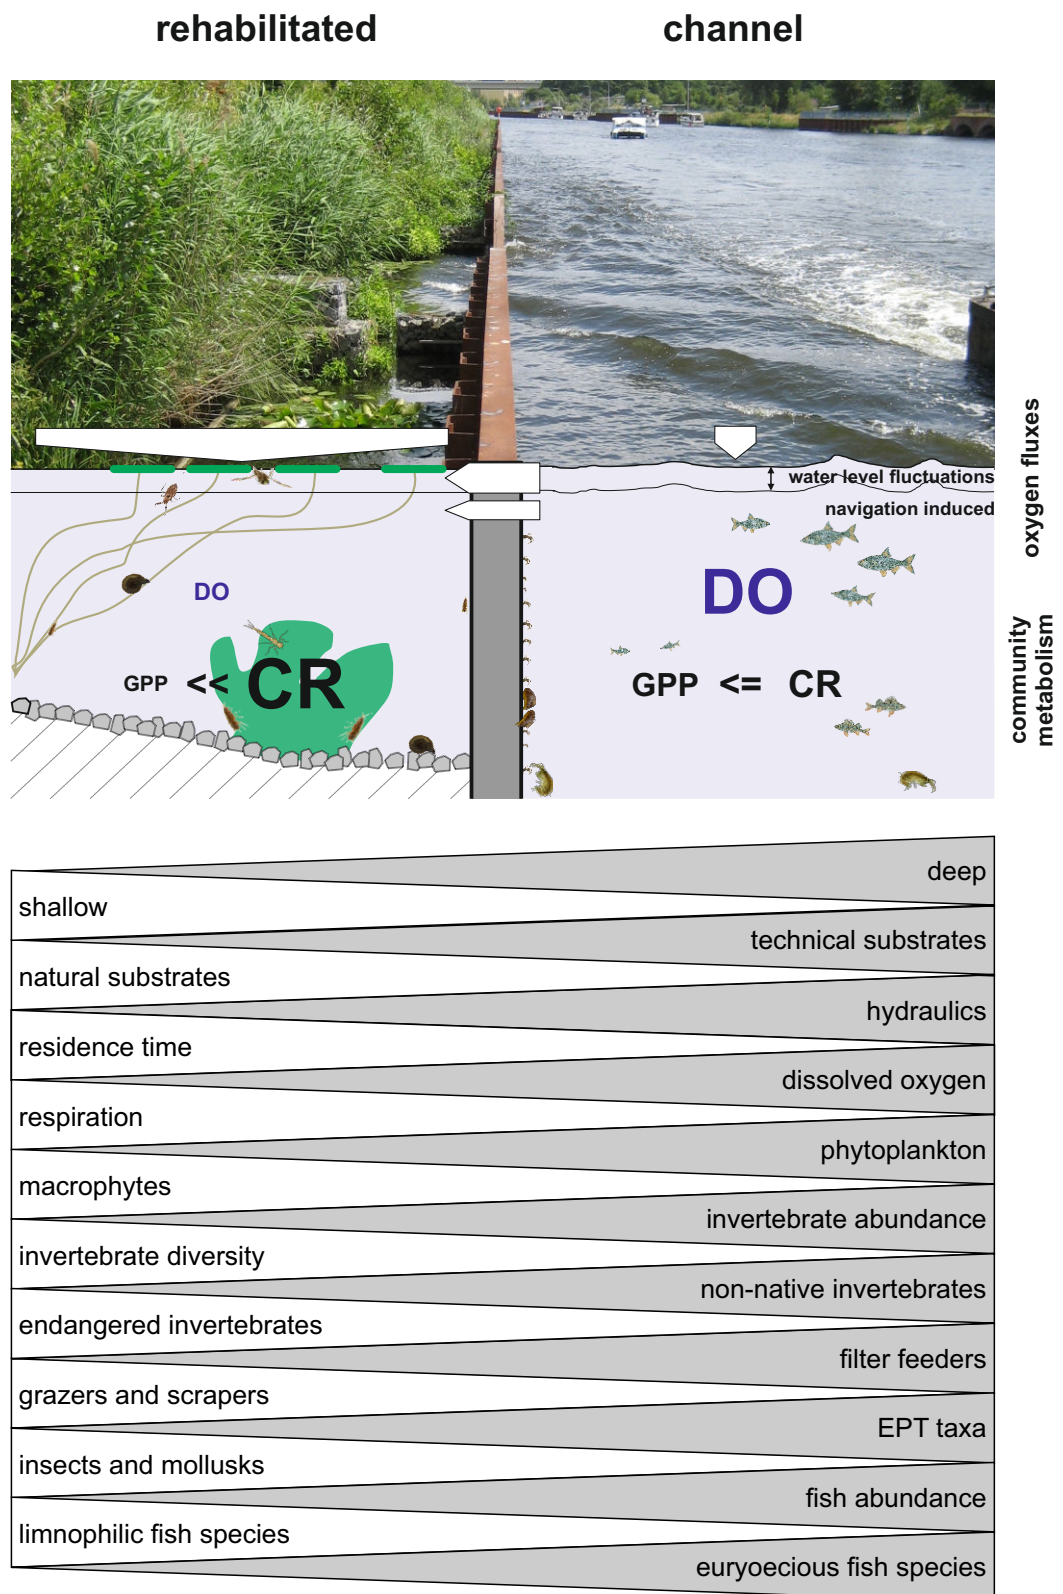 rehabilitated
channel
oxygen fluxes
water level fluctuations
navigation induced
DO
DO
community
metabolism
GPP << CR
GPP <= CR
deep
shallow
technical substrates
natural substrates
hydraulics
residence time
dissolved oxygen
respiration
phytoplankton
macrophytes
invertebrate abundance
invertebrate diversity
non-native invertebrates
endangered invertebrates
filter feeders
grazers and scrapers
EPT taxa
insects and mollusks
fish abundance
limnophilic fish species
euryoecious fish species